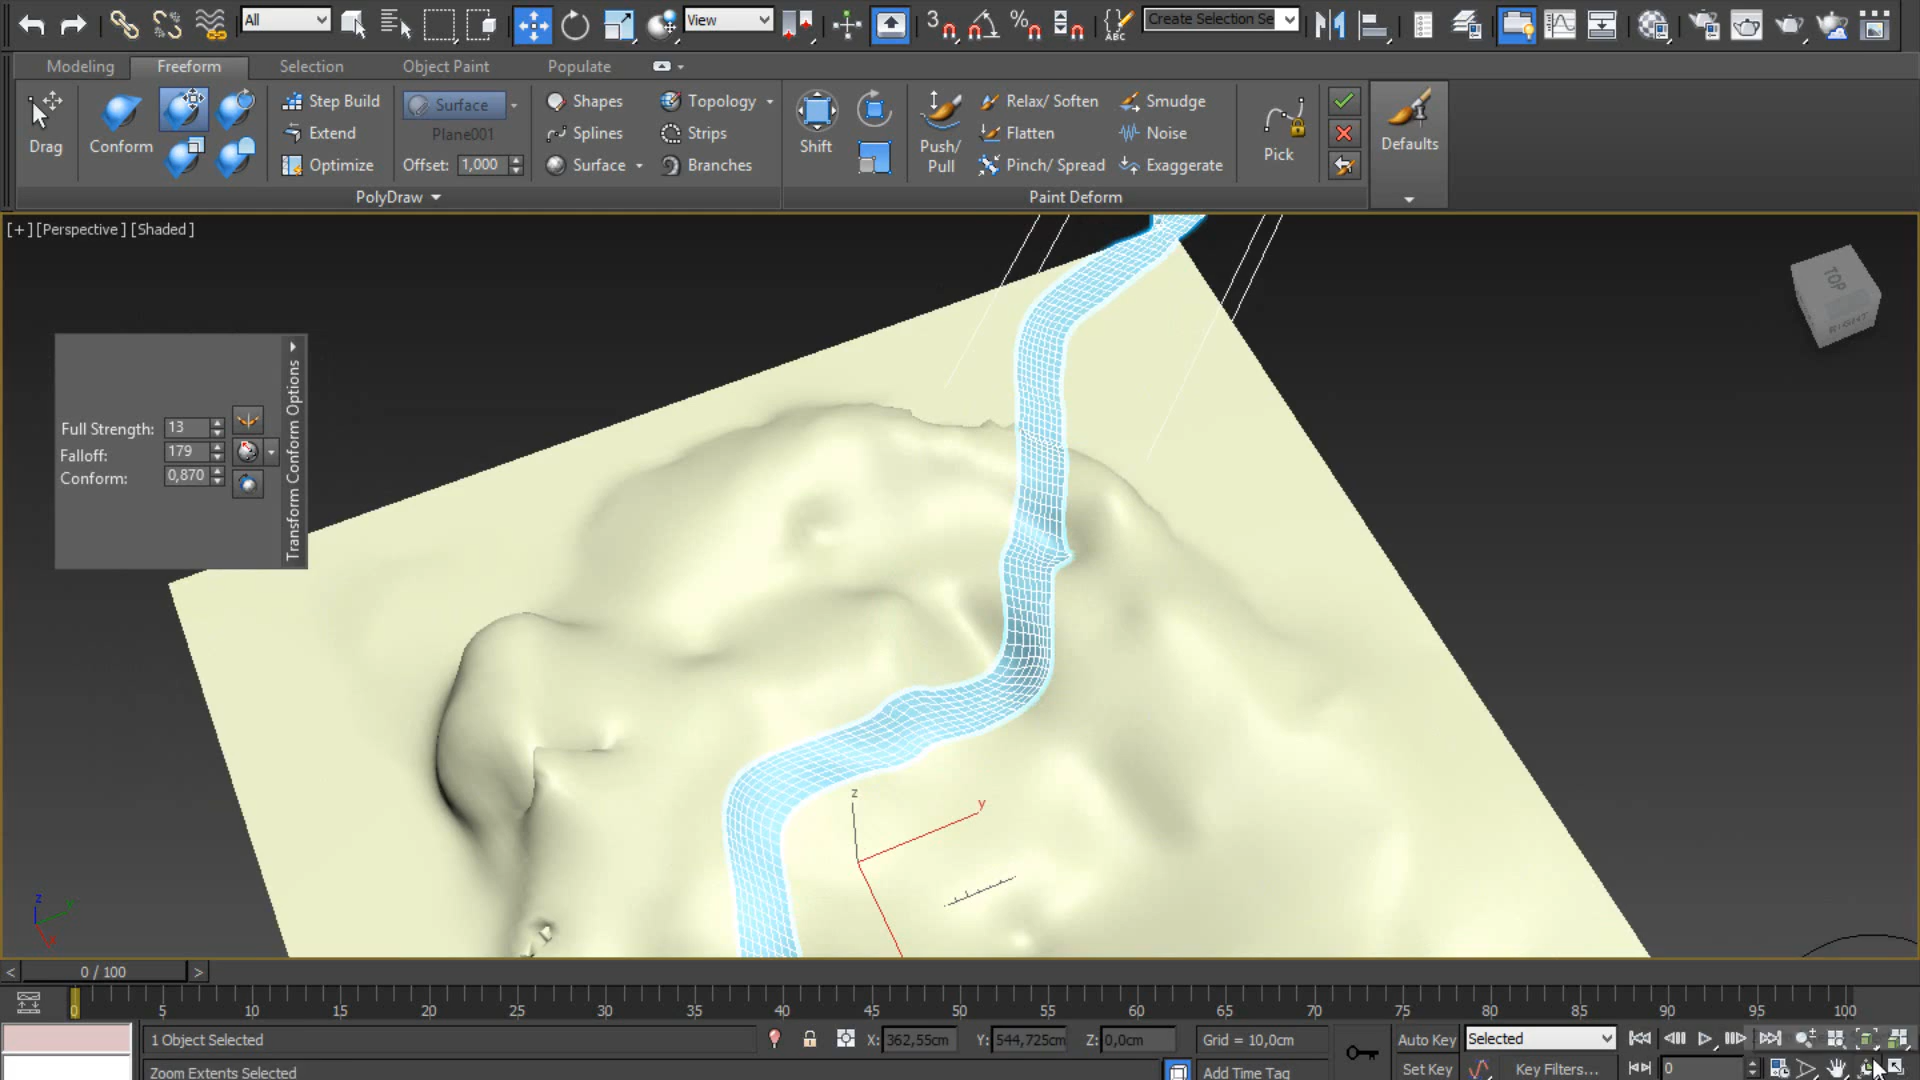 All
View
3
%
ABC
Create Selection Se
Modeling Freeform Selection Object Paint Populate
Drag
Conform
Step Build
Extend
Optimize
Surface
Plane001
Offset: 1,000
PolyDraw
Shapes
Splines
Surface
Topology
Strips
Branches
Shift
Push/
Pull
Relax/ Soften
Flatten
Pinch/ Spread
Smudge
Noise
Exaggerate
Paint Deform
Pick
Defaults
[+] [Perspective ] [Shaded ]
TOP
RIGHT
Full Strength: 13
Falloff: 179
Conform: 0,870
Transform Conform Options
z
y
z
< 0 / 100 >
0 5 10 15 20 25 30 35 40 45 50 55 60 65 70 75 80 85 90 95 100
1 Object Selected
X: 362,55cm Y: 544,725cm Z: 0,0cm
Grid = 10,0cm
Auto Key Selected
Zoom Extents Selected
Add Time Tag
Set Key Key Filters... 0